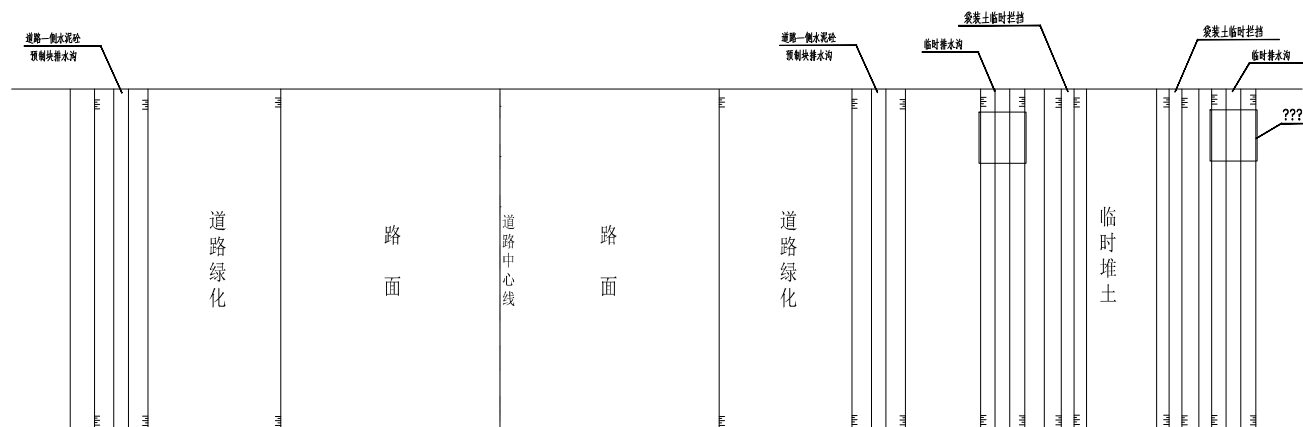 道路一侧水泥砼
预制块排水沟
道路一侧水泥砼
预制块排水沟
袋装土临时拦挡
临时排水沟
袋装土临时拦挡
临时排水沟
???
道路绿化
路面
道路中心线
路面
道路绿化
临时堆土